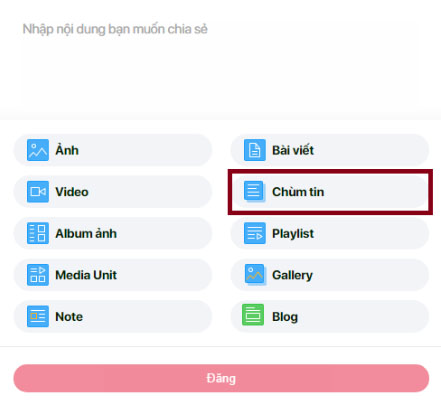 Nhập nội dung bạn muốn chia sẻ
Ảnh
Bài viết
Video
Chùm tin
Album ảnh
Playlist
Media Unit
Gallery
Note
Blog
Đăng